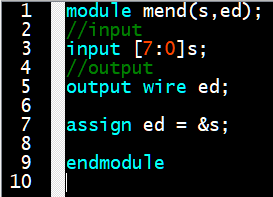 1 module mend(s,ed);
2 //input
3 input [7:0]s;
4 //output
5 output wire ed;
6
7 assign ed = &s;
8
9 endmodule
10